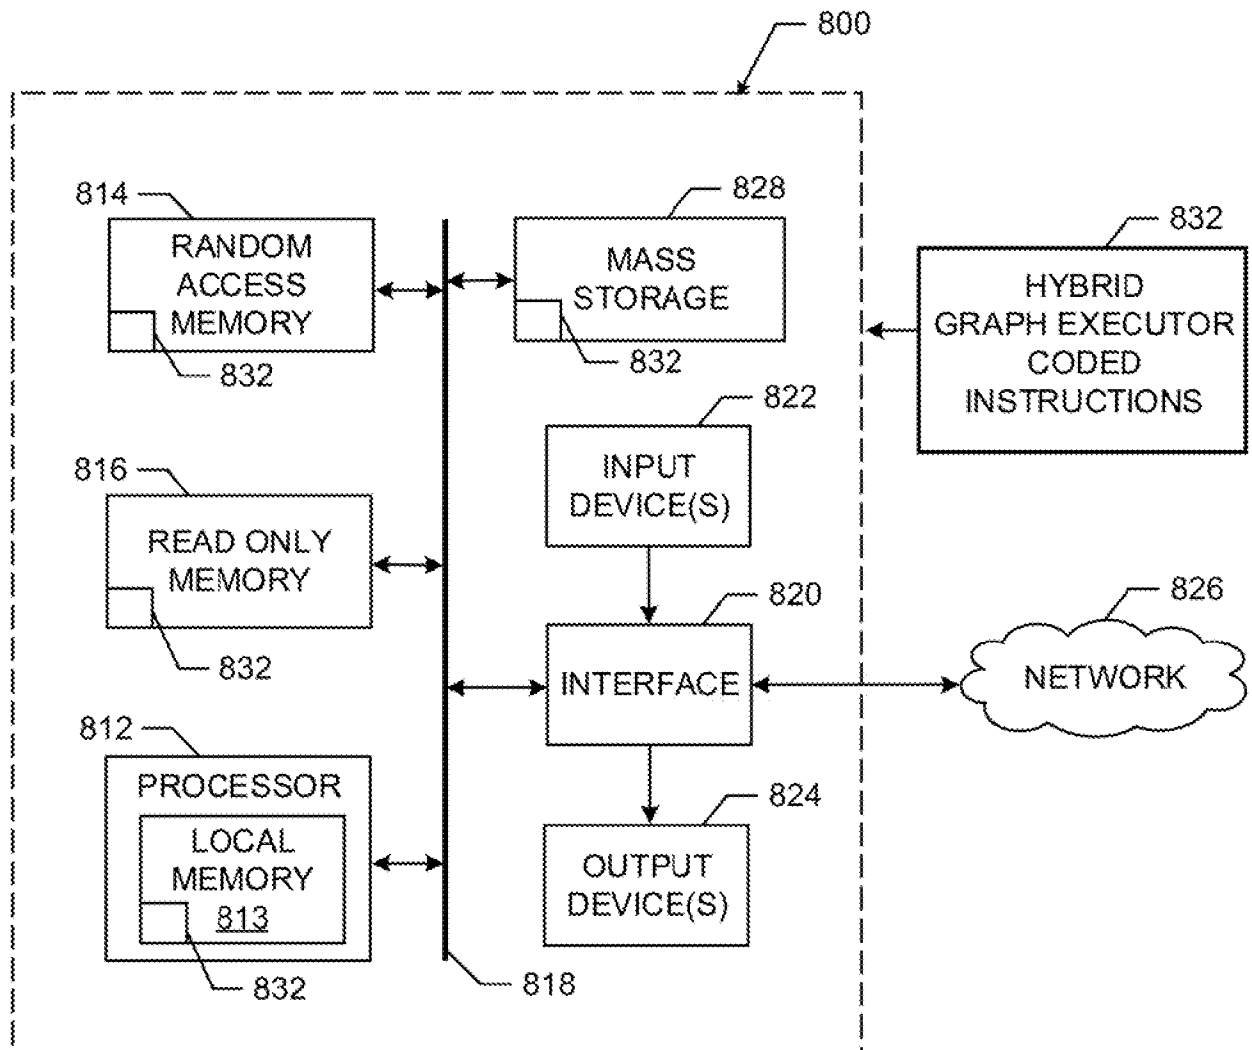 800
814
RANDOM
ACCESS
MEMORY
832
828
MASS
STORAGE
832
832
HYBRID
GRAPH EXECUTOR
CODED
INSTRUCTIONS
822
INPUT
DEVICE(S)
816
READ ONLY
MEMORY
832
820
INTERFACE
826
NETWORK
812
PROCESSOR
LOCAL
MEMORY
813
832
824
OUTPUT
DEVICE(S)
818